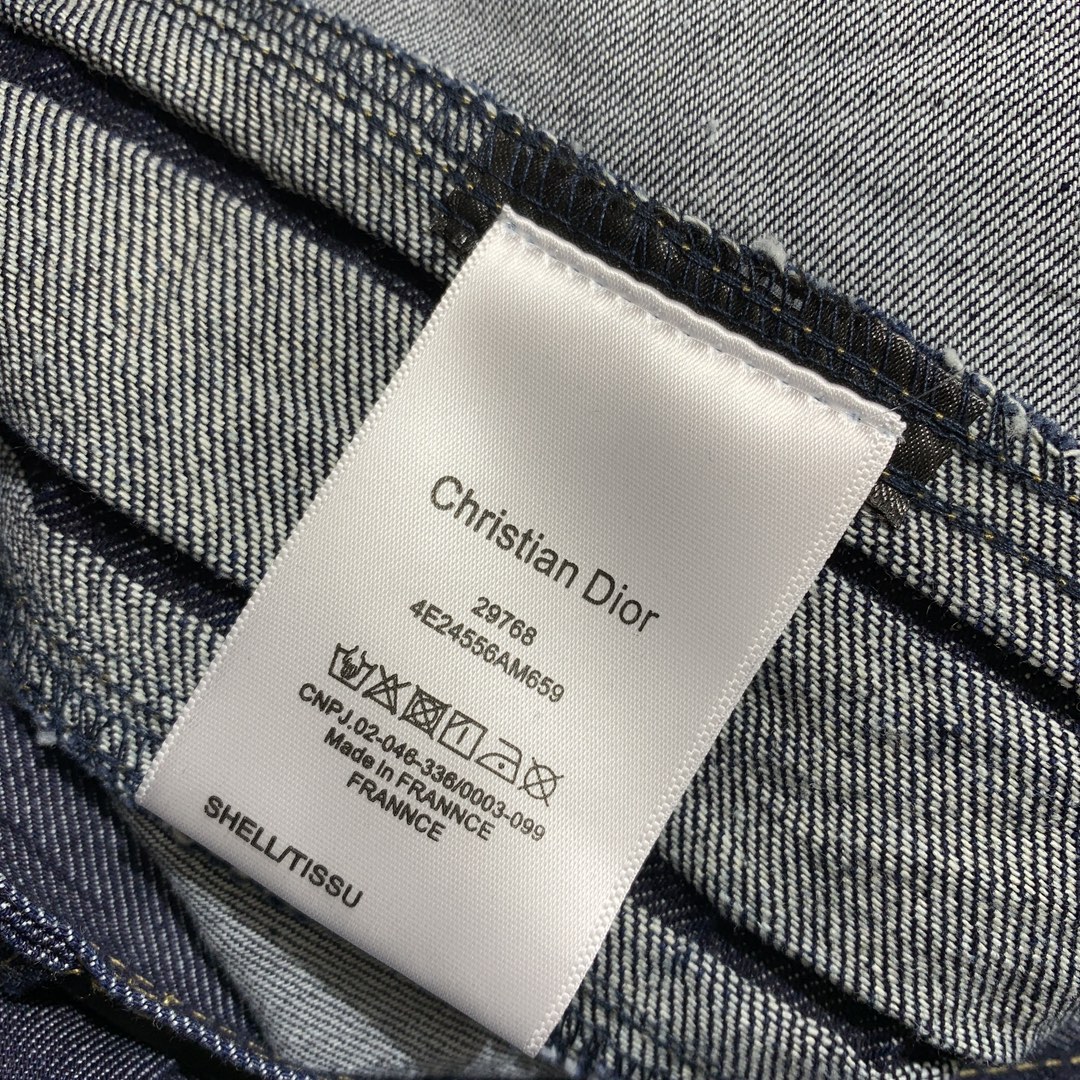 Christian Dior
29768
4E24556AM659
CNPJ.02-046-336/0003-099
Made in FRANNCE
FRANNCE
SHELL/TISSU